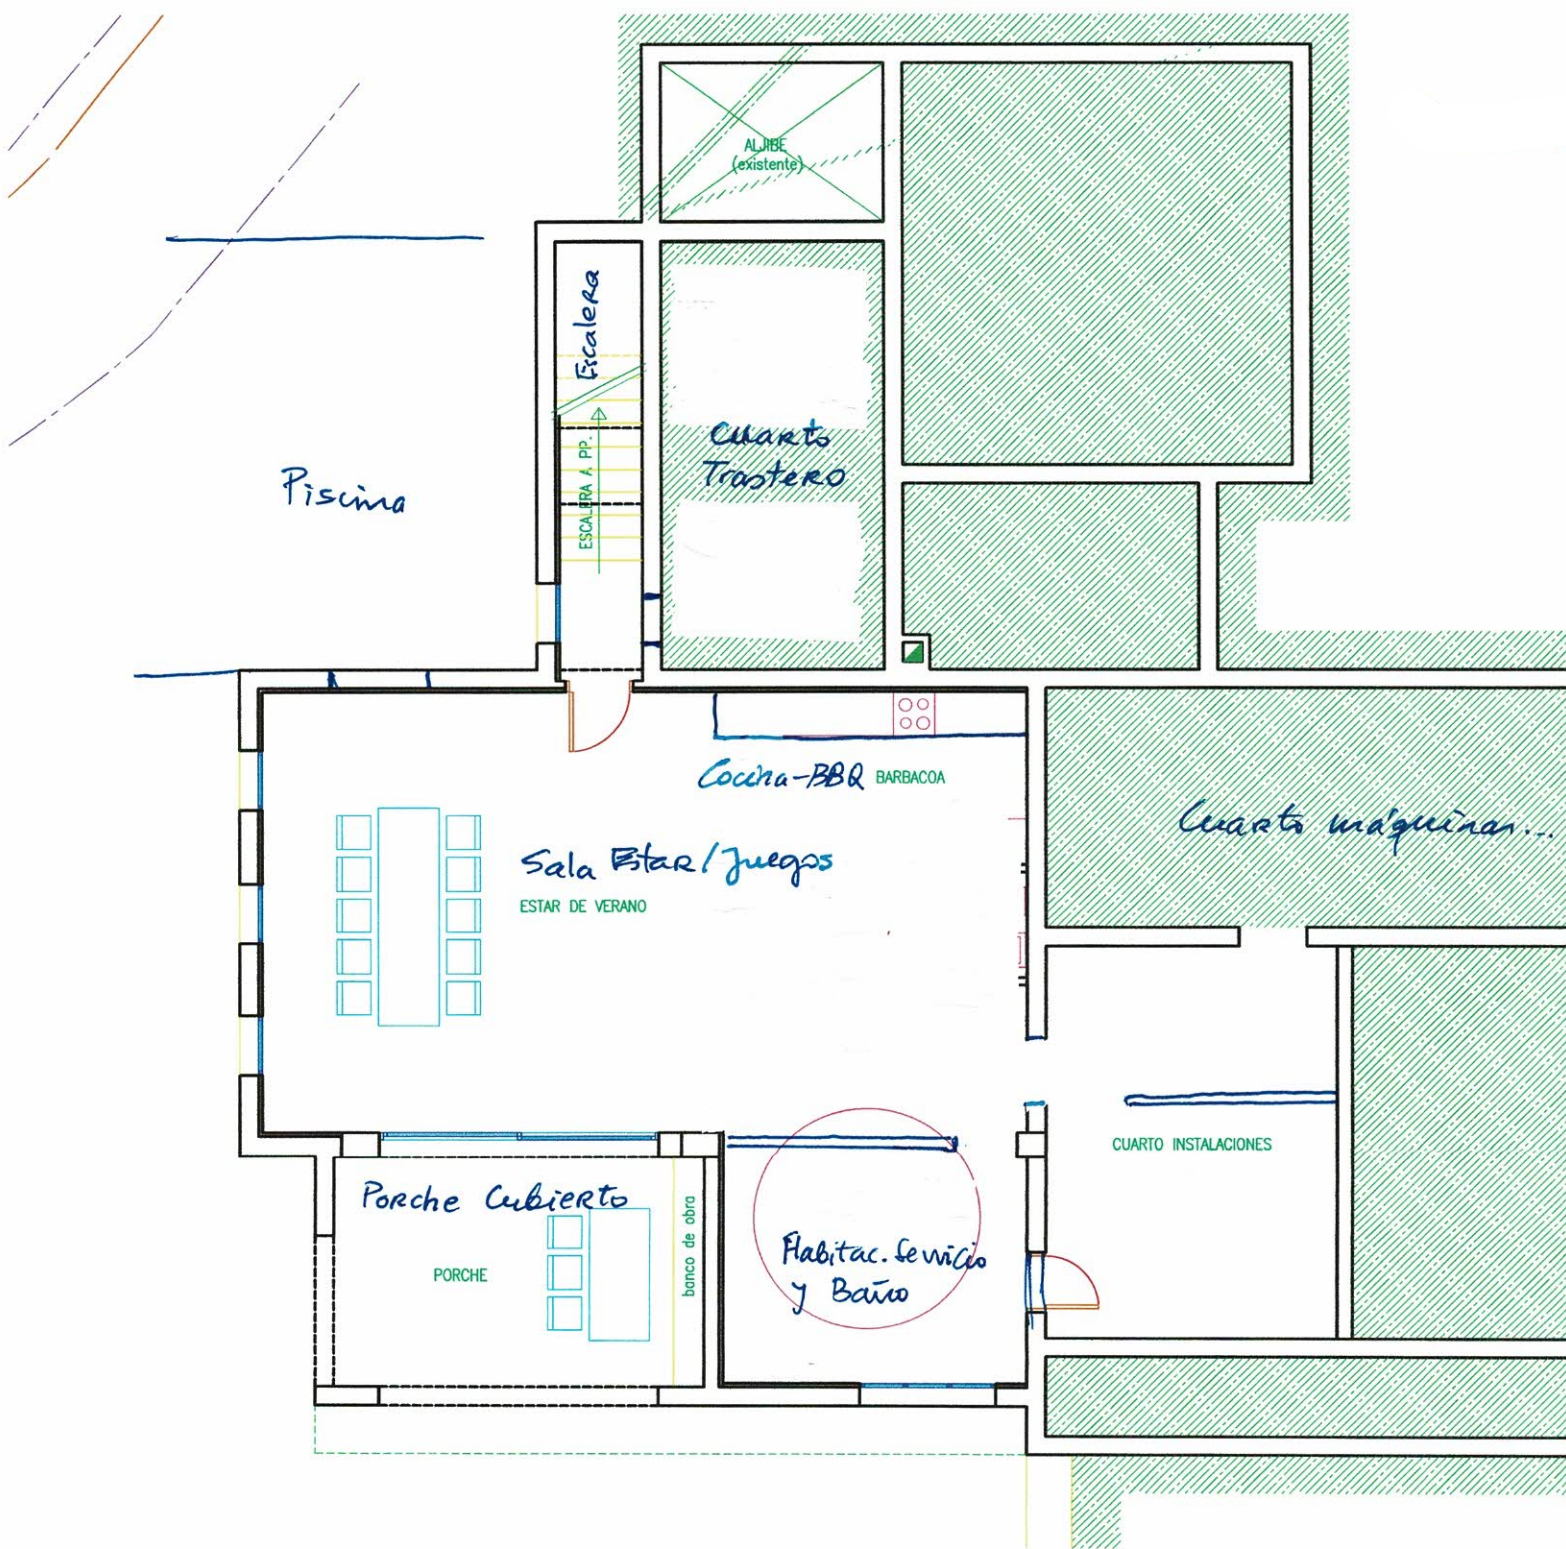 ALJIBE
(existente)
Escalera
ESCALERA A PP.
Cuarto
Trastero
Piscina
Cocina-BBQ
BARBACOA
Cuarto máquinas...
Sala Estar/Juegos
ESTAR DE VERANO
CUARTO INSTALACIONES
Porche Cubierto
banco de obra
PORCHE
Habitac. Servicio
y Baño